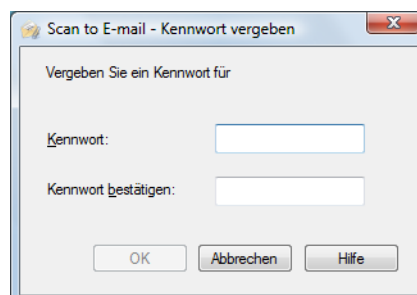 Scan to E-mail - Kennwort vergeben
Vergeben Sie ein Kennwort für
Kennwort:
Kennwort bestätigen:
OK Abbrechen Hilfe